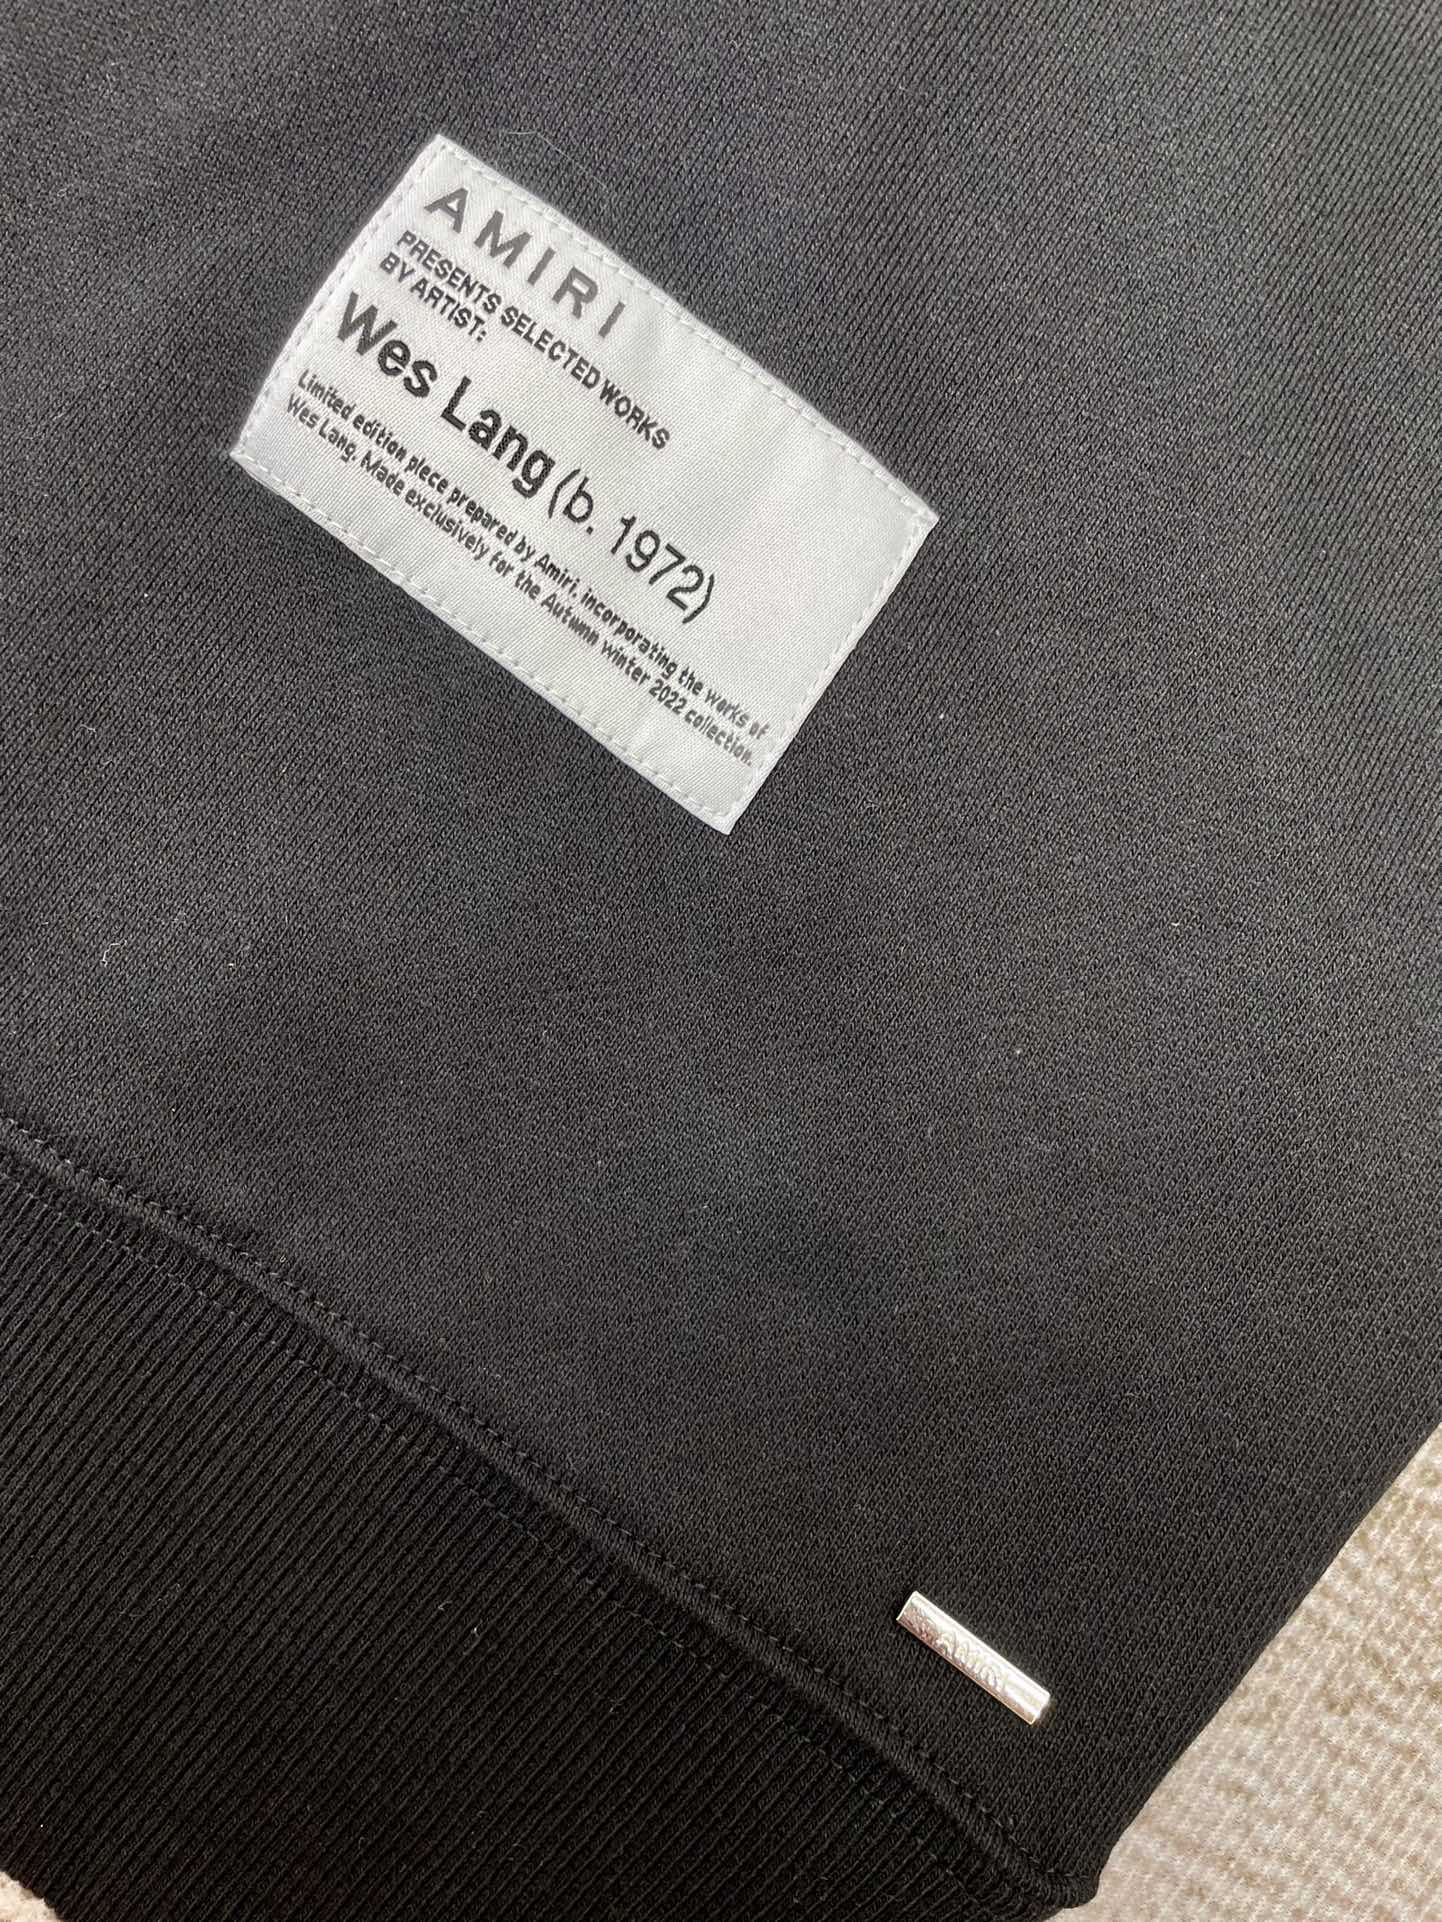 AMIRI
PRESENTS SELECTED WORKS
BY ARTIST:
Wes Lang (b. 1972)
Limited edition piece prepared by Amiri, incorporating the works of
Wes Lang. Made exclusively for the Autumn winter 2022 collection.
AMIRI